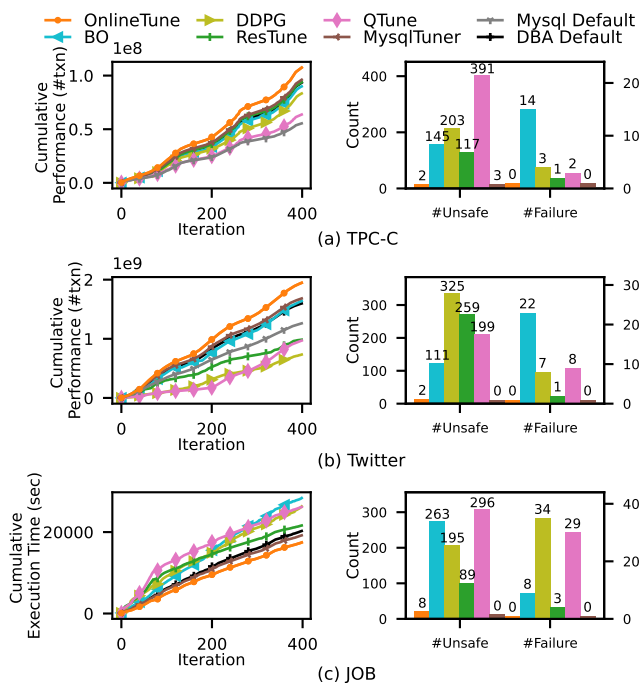 OnlineTune DDPG QTune Mysql Default
BO ResTune MysqlTuner DBA Default
1e8
Cumulative
Performance (#txn)
1.0
0.5
0.0
0 200 400
Iteration
Count
400
200
0
2 145 203 117 391 3 0 14 3 1 2 0
20
10
0
#Unsafe #Failure
(a) TPC-C
1e9
Cumulative
Performance (#txn)
2
1
0
0 200 400
Iteration
Count
300
200
100
0
2 111 325 259 199 0 0 22 7 1 8 0
30
20
10
0
#Unsafe #Failure
(b) Twitter
Cumulative
Execution Time (sec)
20000
0
0 200 400
Iteration
Count
300
200
100
0
8 263 195 89 296 0 0 8 34 3 29 0
40
20
0
#Unsafe #Failure
(c) JOB